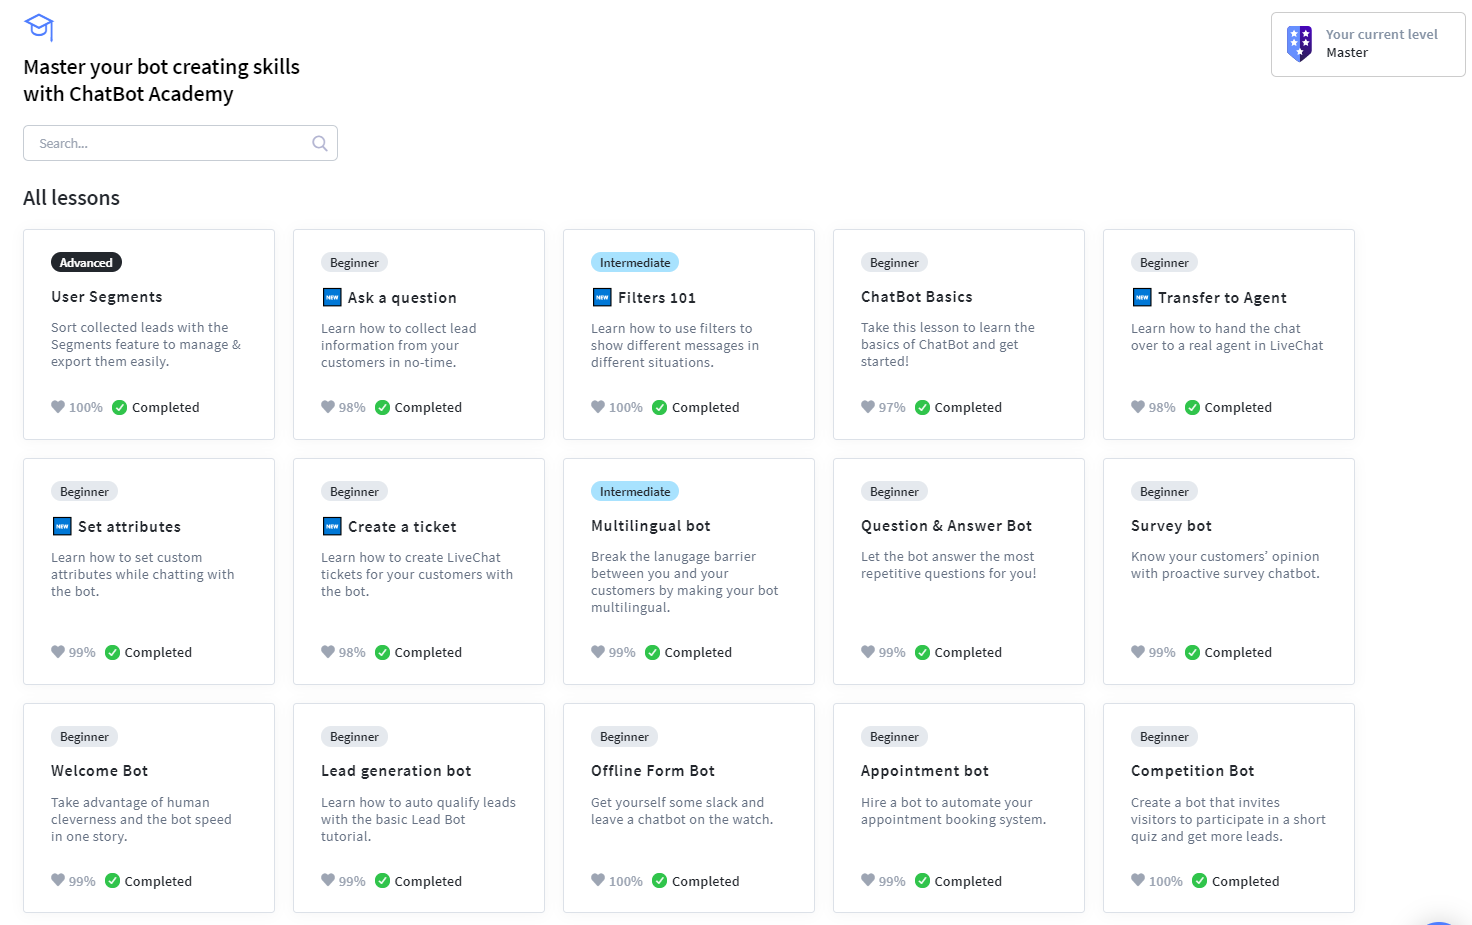 Master your bot creating skills
with ChatBot Academy
Your current level
Master
Search...
All lessons
Advanced
User Segments
Sort collected leads with the
Segments feature to manage &
export them easily.
100% Completed
Beginner
NEW Ask a question
Learn how to collect lead
information from your
customers in no-time.
98% Completed
Intermediate
NEW Filters 101
Learn how to use filters to
show different messages in
different situations.
100% Completed
Beginner
ChatBot Basics
Take this lesson to learn the
basics of ChatBot and get
started!
97% Completed
Beginner
NEW Transfer to Agent
Learn how to hand the chat
over to a real agent in LiveChat
98% Completed
Beginner
NEW Set attributes
Learn how to set custom
attributes while chatting with
the bot.
99% Completed
Beginner
NEW Create a ticket
Learn how to create LiveChat
tickets for your customers with
the bot.
98% Completed
Intermediate
Multilingual bot
Break the lanugage barrier
between you and your
customers by making your bot
multilingual.
99% Completed
Beginner
Question & Answer Bot
Let the bot answer the most
repetitive questions for you!
99% Completed
Beginner
Survey bot
Know your customers’ opinion
with proactive survey chatbot.
99% Completed
Beginner
Welcome Bot
Take advantage of human
cleverness and the bot speed
in one story.
99% Completed
Beginner
Lead generation bot
Learn how to auto qualify leads
with the basic Lead Bot
tutorial.
99% Completed
Beginner
Offline Form Bot
Get yourself some slack and
leave a chatbot on the watch.
100% Completed
Beginner
Appointment bot
Hire a bot to automate your
appointment booking system.
99% Completed
Beginner
Competition Bot
Create a bot that invites
visitors to participate in a short
quiz and get more leads.
100% Completed